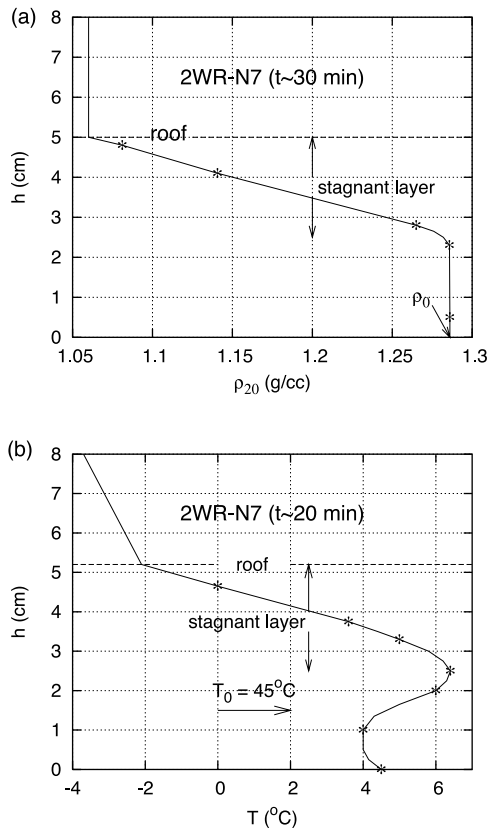 (a)
8
7
6
5
4
3
2
1
0
h (cm)
2WR-N7 (t~30 min)
roof
stagnant layer
ρ0
1.05
1.1
1.15
1.2
1.25
1.3
ρ20 (g/cc)
(b)
8
7
6
5
4
3
2
1
0
h (cm)
2WR-N7 (t~20 min)
roof
stagnant layer
T0 = 45°C
-4
-2
0
2
4
6
T (°C)